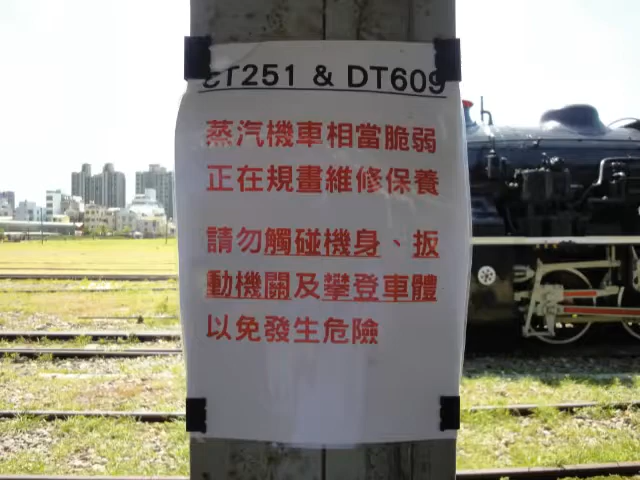 CT251 & DT609
蒸汽機車相當脆弱
正在規畫維修保養
請勿觸碰機身、扳
動機關及攀登車體
以免發生危險